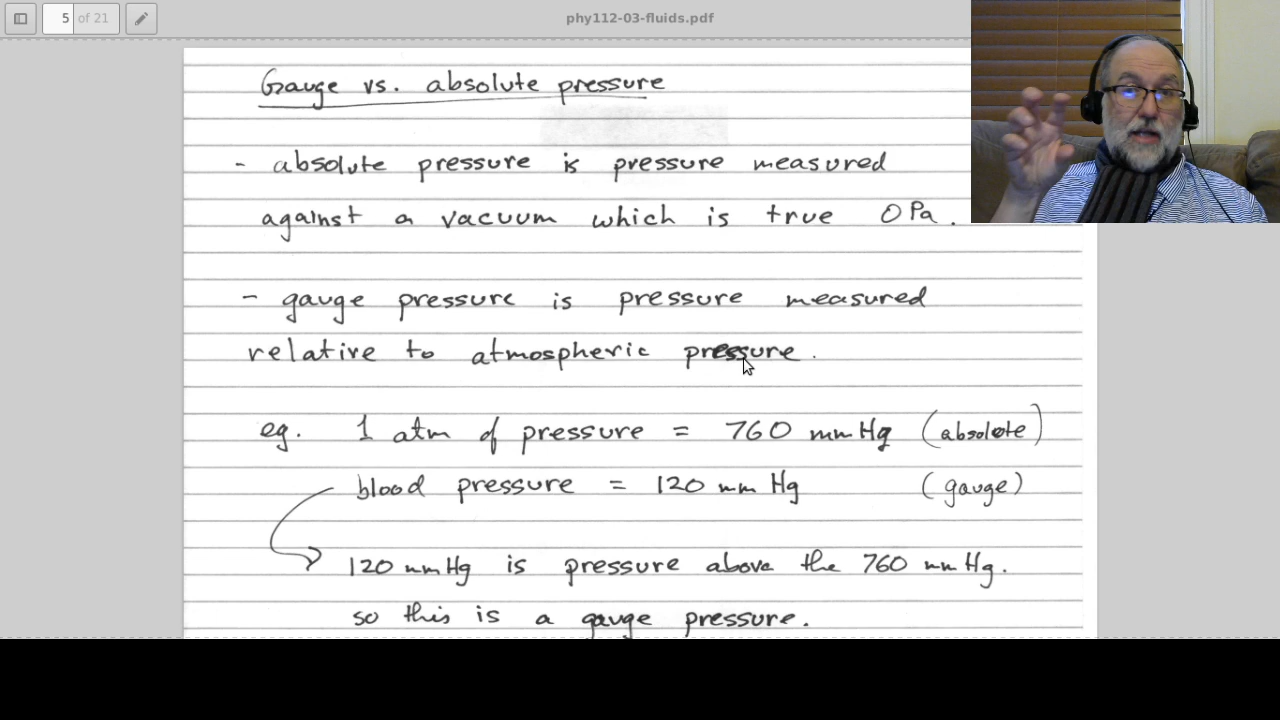 5 of 21
phy112-03-fluids.pdf
Gauge vs. absolute pressure
- absolute pressure is pressure measured
against a vacuum which is true 0 Pa.
- gauge pressure is pressure measured
relative to atmospheric pressure.
eg. 1 atm of pressure = 760 mmHg (absolute)
blood pressure = 120 mm Hg (gauge)
120 mmHg is pressure above the 760 mmHg.
so this is a gauge pressure.